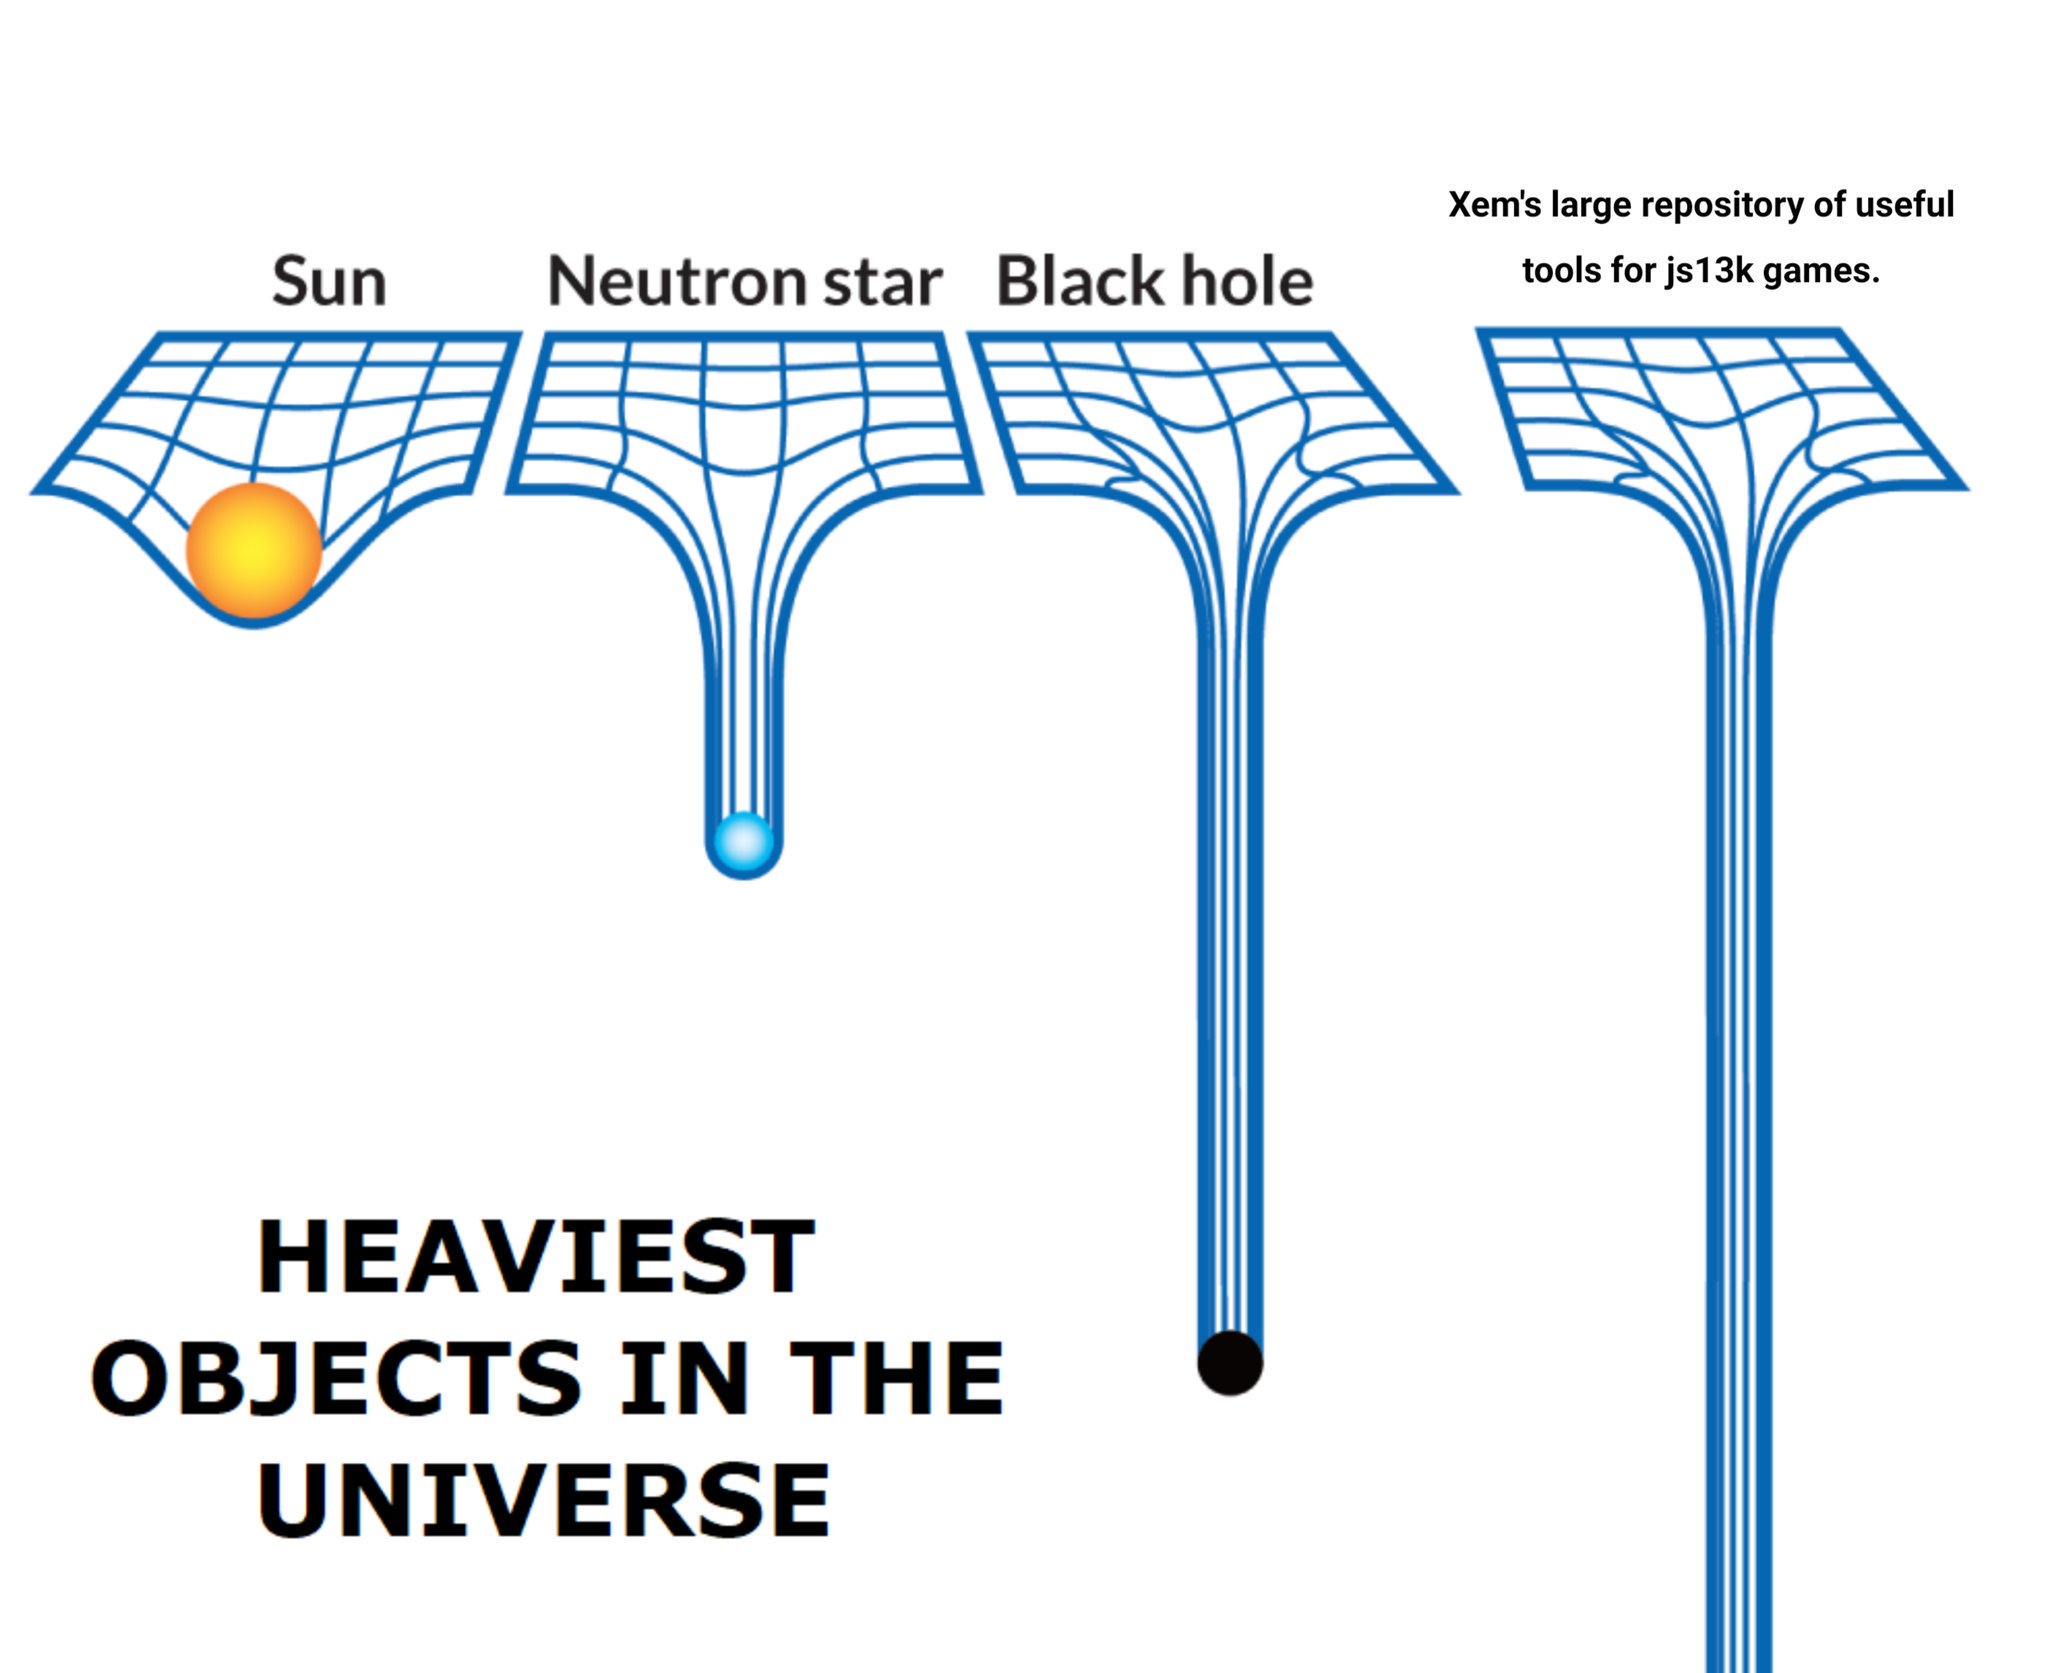 Xem's large repository of useful
tools for js13k games.
Sun
Neutron star
Black hole
HEAVIEST
OBJECTS IN THE
UNIVERSE